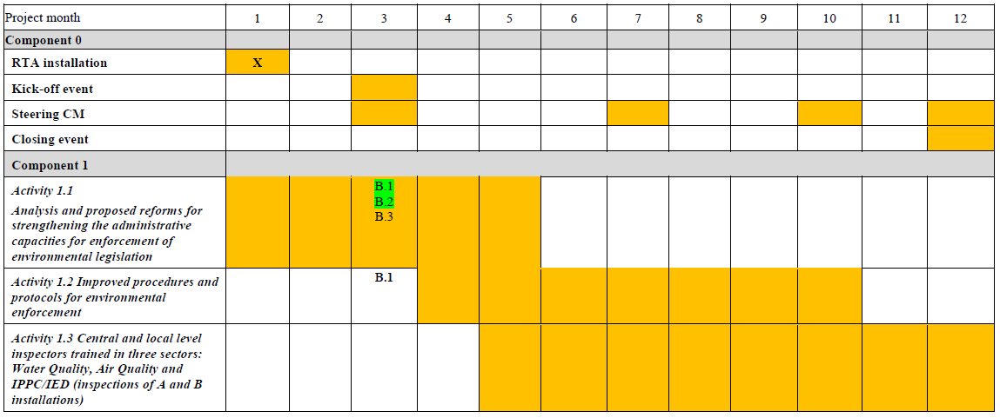 Project month 1 2 3 4 5 6 7 8 9 10 11 12
Component 0
RTA installation X
Kick-off event
Steering CM
Closing event
Component 1
Activity 1.1
Analysis and proposed reforms for
strengthening the administrative
capacities for enforcement of
environmental legislation
B.1
B.2
B.3
Activity 1.2 Improved procedures and
protocols for environmental
enforcement
B.1
Activity 1.3 Central and local level
inspectors trained in three sectors:
Water Quality, Air Quality and
IPPC/IED (inspections of A and B
installations)